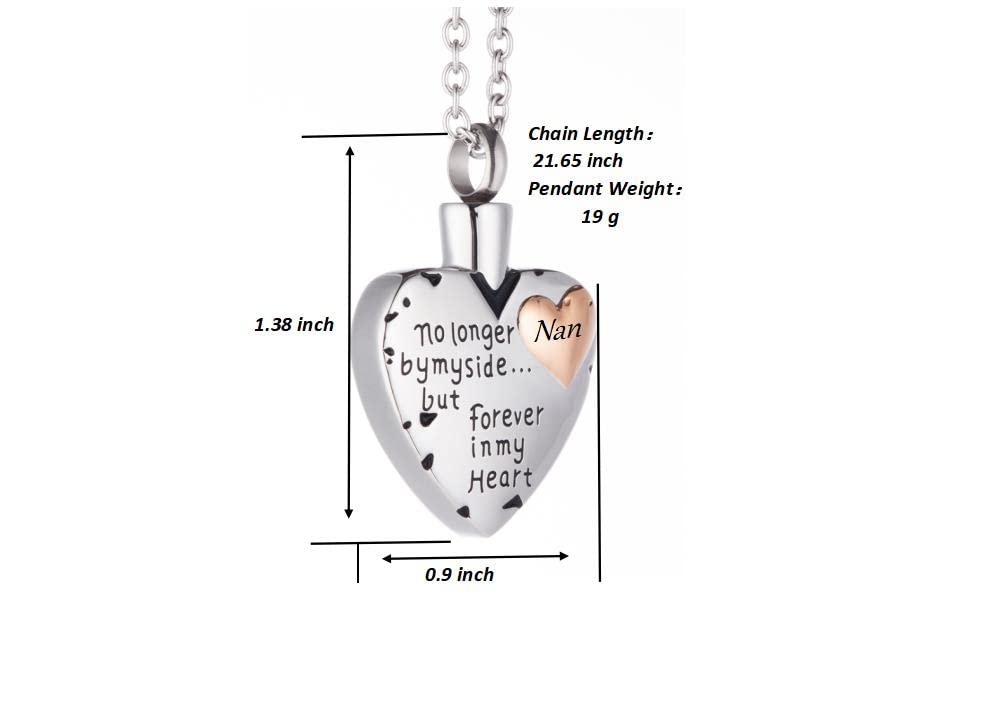 Chain Length：
21.65 inch
Pendant Weight：
19 g
1.38 inch
Nan
No longer
bymyside...
but
forever
inmy
Heart
0.9 inch